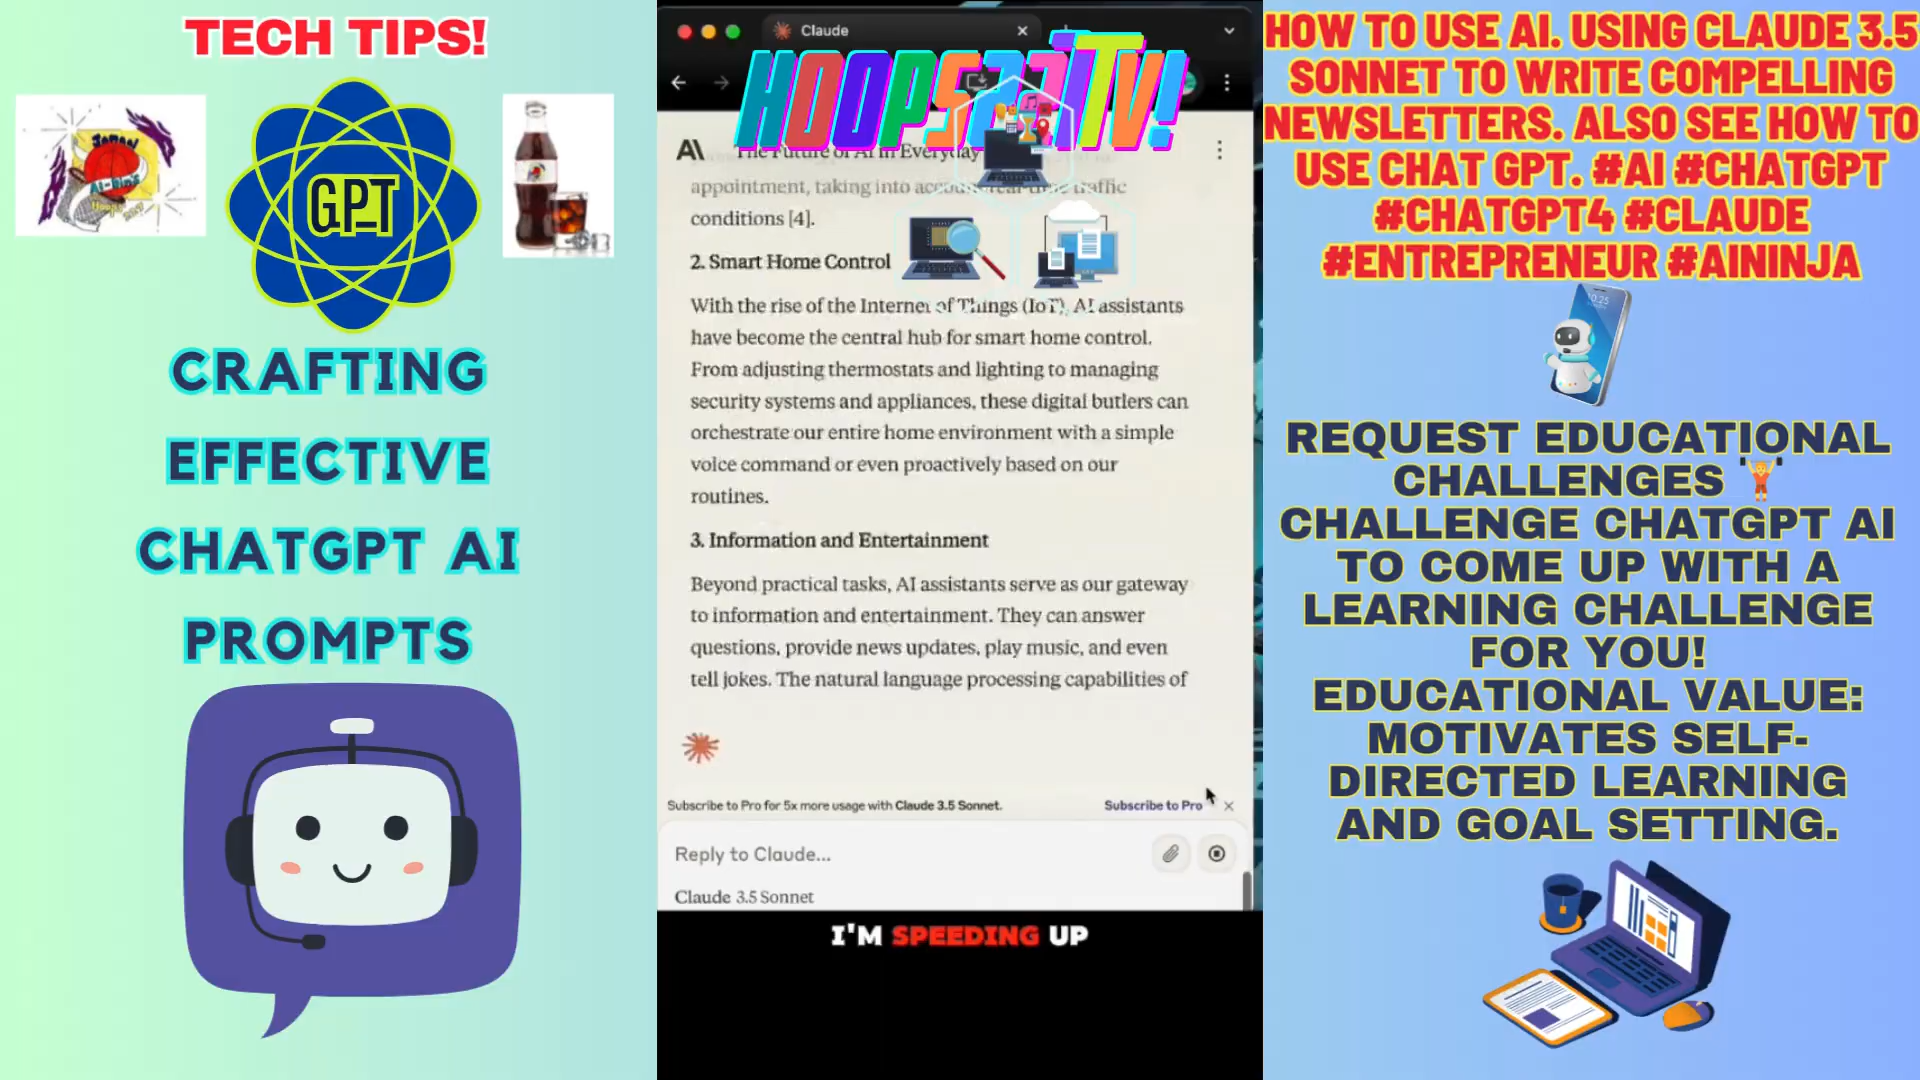 TECH TIPS!
GPT
CRAFTING
EFFECTIVE
CHATGPT AI
PROMPTS
Claude
HOOPS227TV!
AI
The Future of AI in Everyday
appointment, taking into account real-time traffic
conditions [4].
2. Smart Home Control
With the rise of the Internet of Things (IoT), AI assistants
have become the central hub for smart home control.
From adjusting thermostats and lighting to managing
security systems and appliances, these digital butlers can
orchestrate our entire home environment with a simple
voice command or even proactively based on our
routines.
3. Information and Entertainment
Beyond practical tasks, AI assistants serve as our gateway
to information and entertainment. They can answer
questions, provide news updates, play music, and even
tell jokes. The natural language processing capabilities of
Subscribe to Pro for 5x more usage with Claude 3.5 Sonnet.
Subscribe to Pro
Reply to Claude...
Claude 3.5 Sonnet
I'M SPEEDING UP
HOW TO USE AI. USING CLAUDE 3.5
SONNET TO WRITE COMPELLING
NEWSLETTERS. ALSO SEE HOW TO
USE CHAT GPT. #AI #CHATGPT
#CHATGPT4 #CLAUDE
#ENTREPRENEUR #AININJA
10:25
REQUEST EDUCATIONAL
CHALLENGES 🏋️
CHALLENGE CHATGPT AI
TO COME UP WITH A
LEARNING CHALLENGE
FOR YOU!
EDUCATIONAL VALUE:
MOTIVATES SELF-
DIRECTED LEARNING
AND GOAL SETTING.